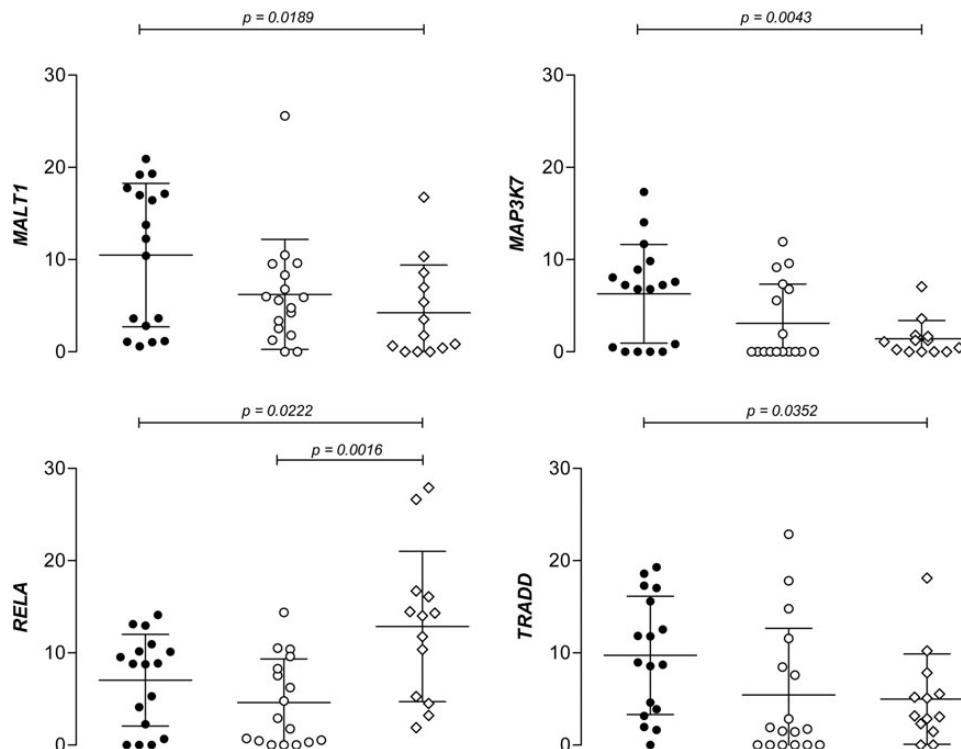 p = 0.0189
30
20
10
0
MALT1
p = 0.0043
30
20
10
0
MAP3K7
p = 0.0222
p = 0.0016
30
20
10
0
RELA
p = 0.0352
30
20
10
0
TRADD